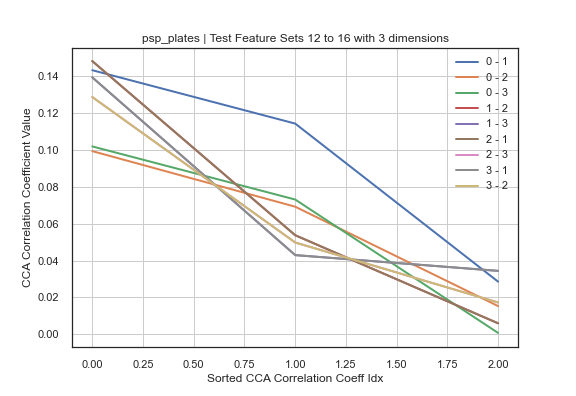 psp_plates | Test Feature Sets 12 to 16 with 3 dimensions
CCA Correlation Coefficient Value
0.14
0.12
0.10
0.08
0.06
0.04
0.02
0.00
0 - 1
0 - 2
0 - 3
1 - 2
1 - 3
2 - 1
2 - 3
3 - 1
3 - 2
0.00 0.25 0.50 0.75 1.00 1.25 1.50 1.75 2.00
Sorted CCA Correlation Coeff Idx